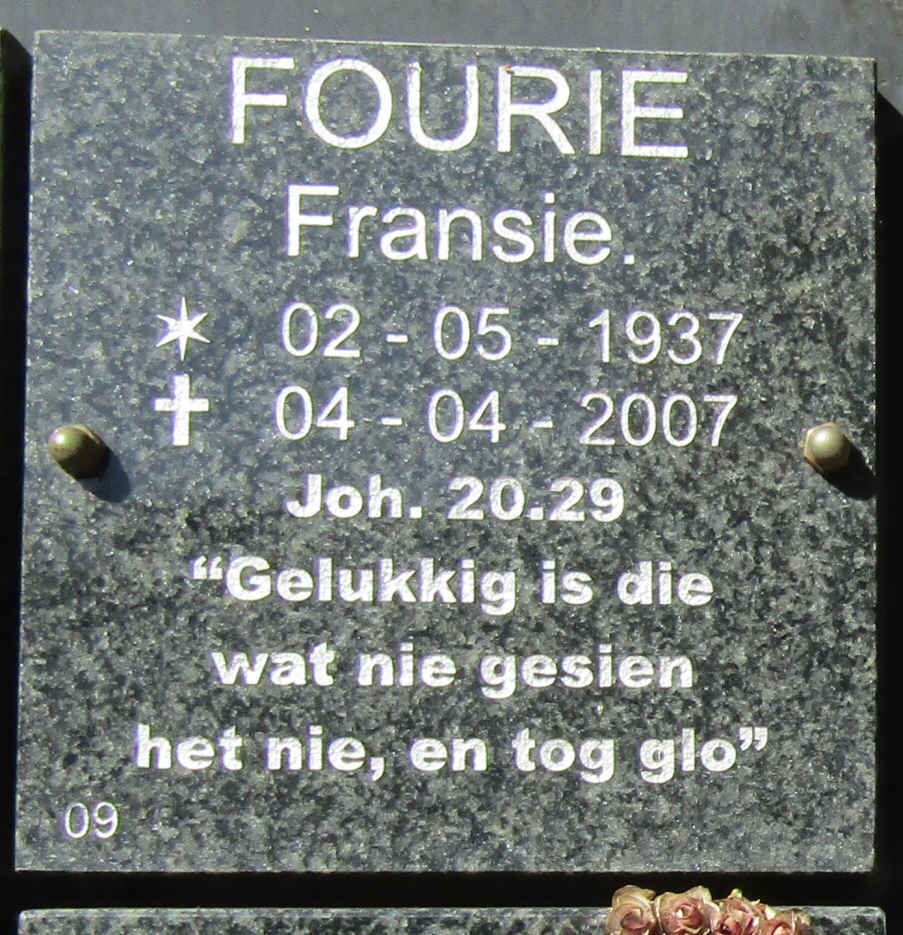 FOURIE
Fransie.
* 02 - 05 - 1937
✝ 04 - 04 - 2007
Joh. 20.29
“Gelukkig is die
wat nie gesien
het nie, en tog glo”
09